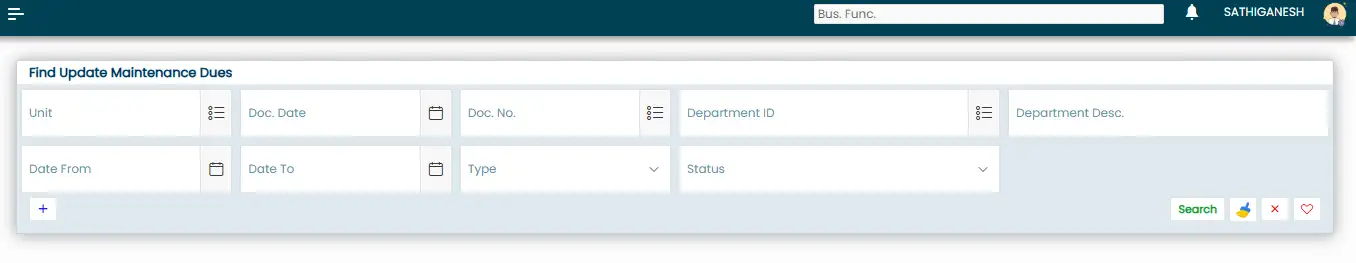 Bus. Func. SATHIGANESH
Find Update Maintenance Dues
Unit Doc. Date Doc. No. Department ID Department Desc.
Date From Date To Type Status
+ Search ×